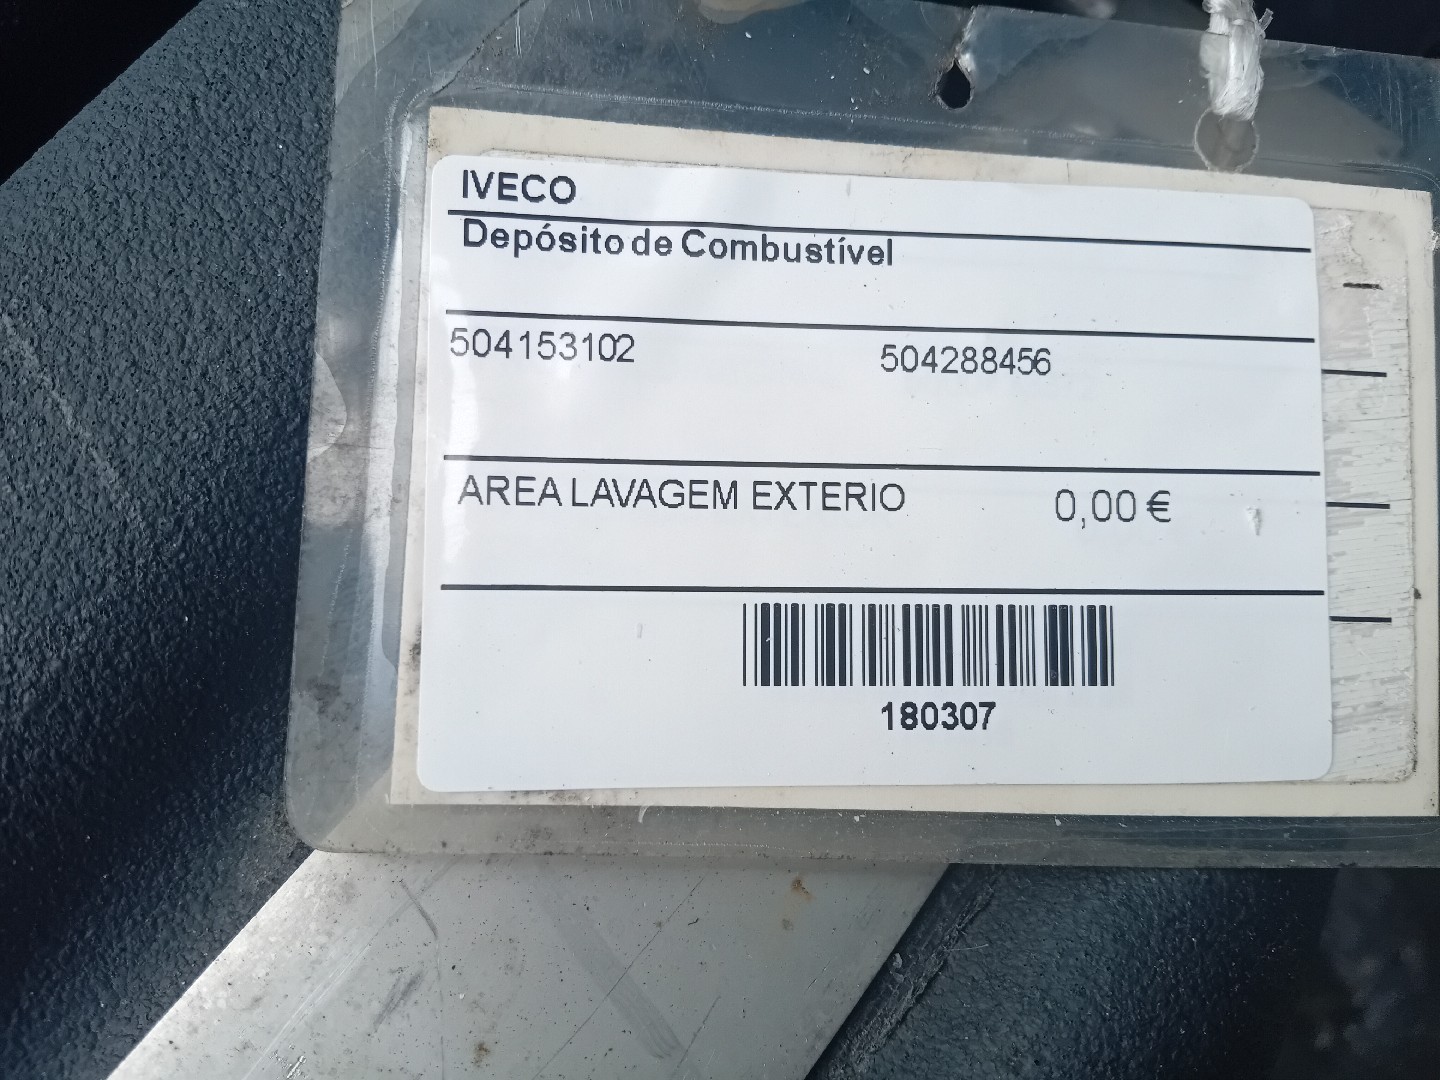 IVECO
Depósito de Combustível
504153102 504288456
AREA LAVAGEM EXTERIO 0,00 €
180307